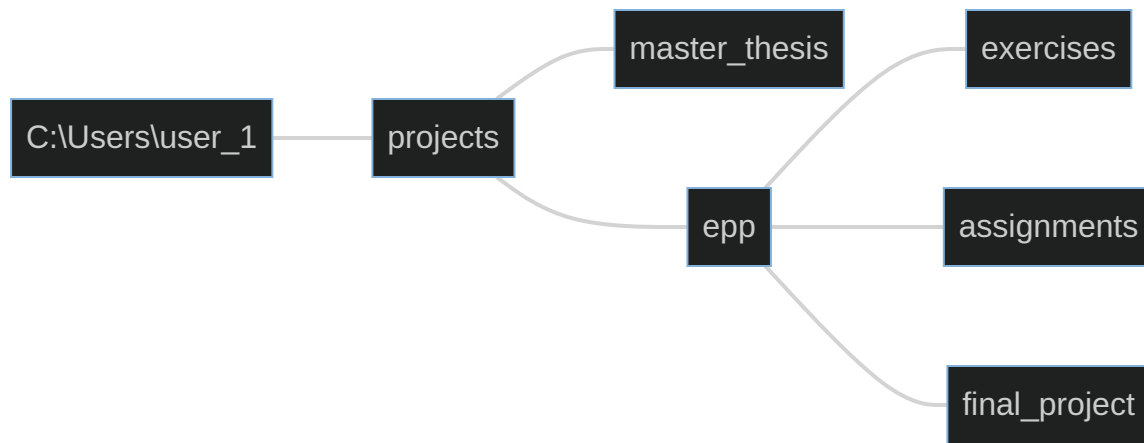 C:\Users\user_1
projects
master_thesis
epp
exercises
assignments
final_project